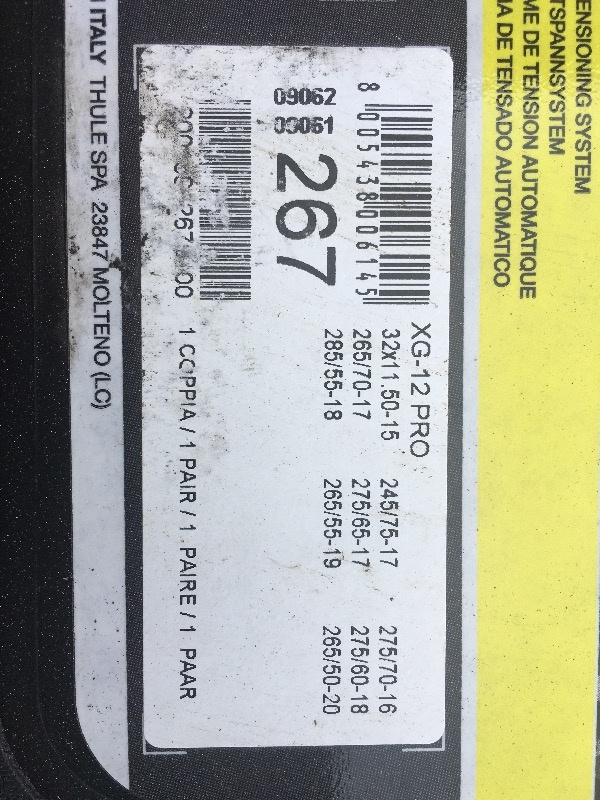 ENSIONING SYSTEM
TSPANNSYSTEM
ME DE TENSION AUTOMATIQUE
A DE TENSADO AUTOMATICO
XG-12 PRO
32x11.50-15 245/75-17 275/70-16
265/70-17 275/65-17 275/60-18
285/55-18 265/55-19 265/50-20
8 005438006145
09062
267
1 COPPIA / 1 PAIR / 1 PAIRE / 1 PAAR
ITALY THULE SPA 23847 MOLTENO (LC)